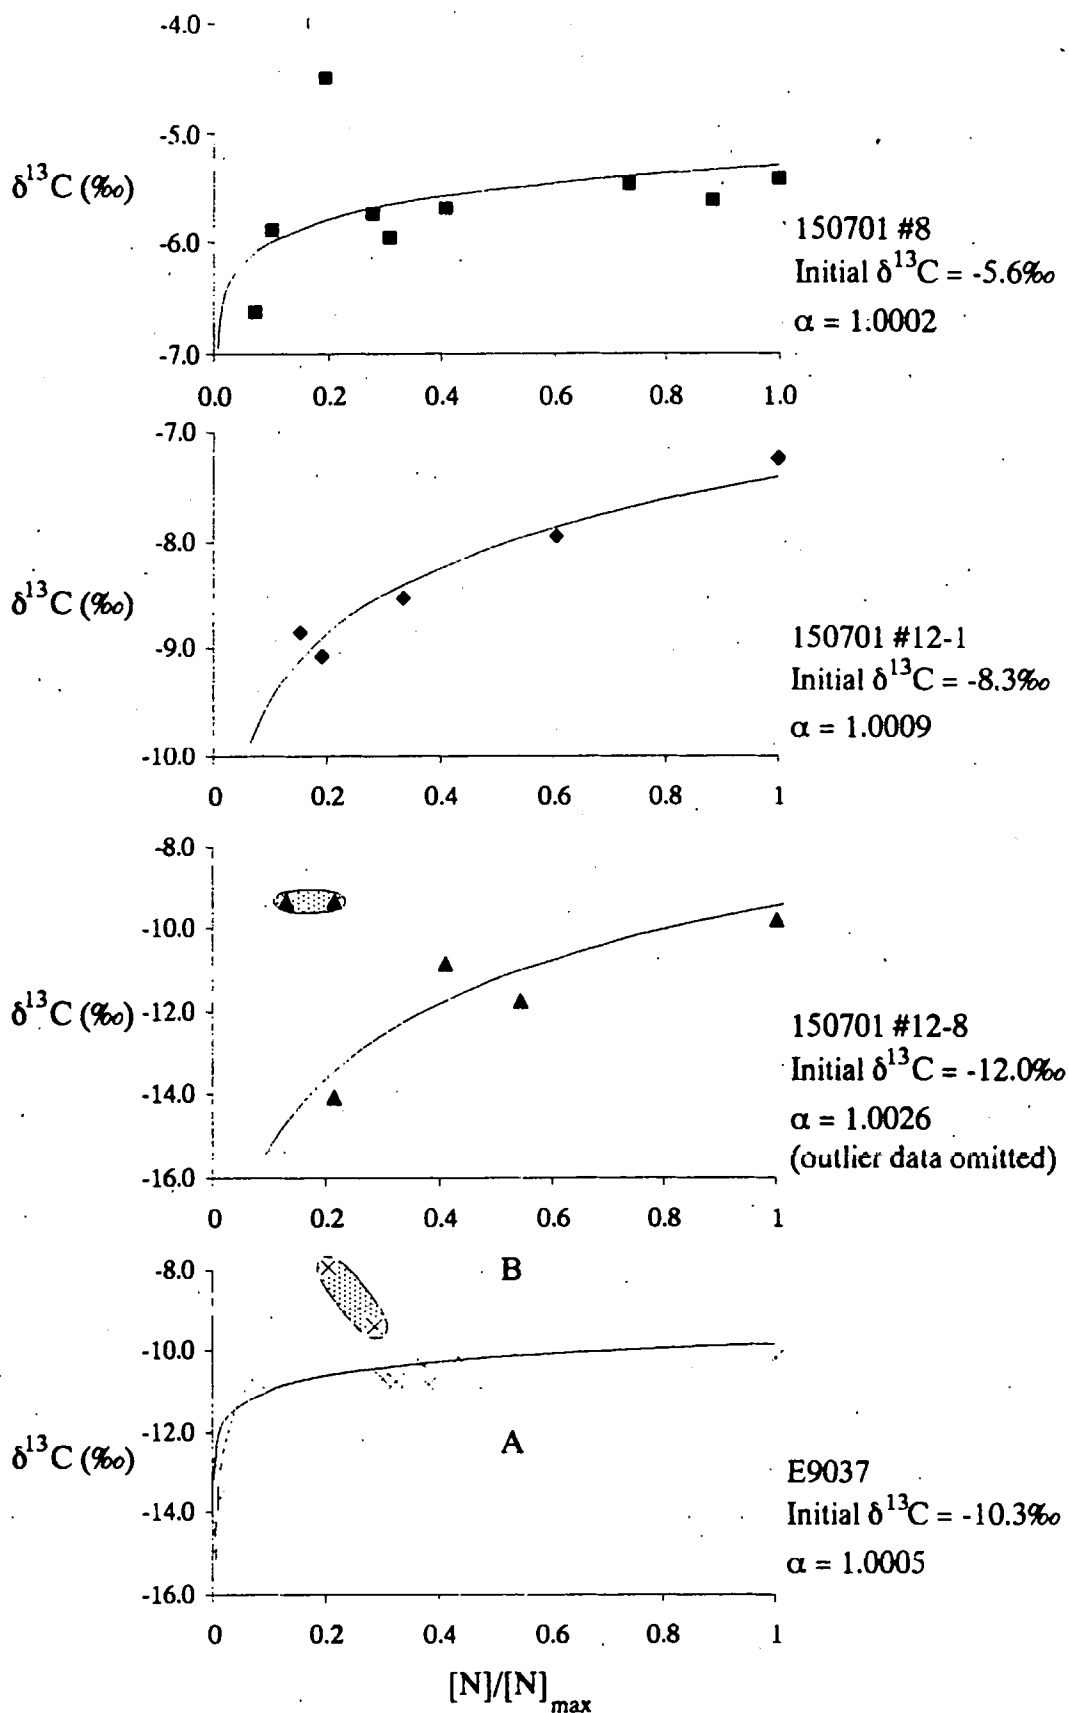 -4.0
-5.0
δ¹³C (‰)
-6.0
-7.0
0.0 0.2 0.4 0.6 0.8 1.0
150701 #8
Initial δ¹³C = -5.6‰
α = 1.0002
-7.0
-8.0
δ¹³C (‰)
-9.0
-10.0
0 0.2 0.4 0.6 0.8 1
150701 #12-1
Initial δ¹³C = -8.3‰
α = 1.0009
-8.0
-10.0
δ¹³C (‰)
-12.0
-14.0
-16.0
0 0.2 0.4 0.6 0.8 1
150701 #12-8
Initial δ¹³C = -12.0‰
α = 1.0026
(outlier data omitted)
B
-8.0
-10.0
-12.0
A
δ¹³C (‰)
-14.0
-16.0
0 0.2 0.4 0.6 0.8 1
E9037
Initial δ¹³C = -10.3‰
α = 1.0005
[N]/[N]max